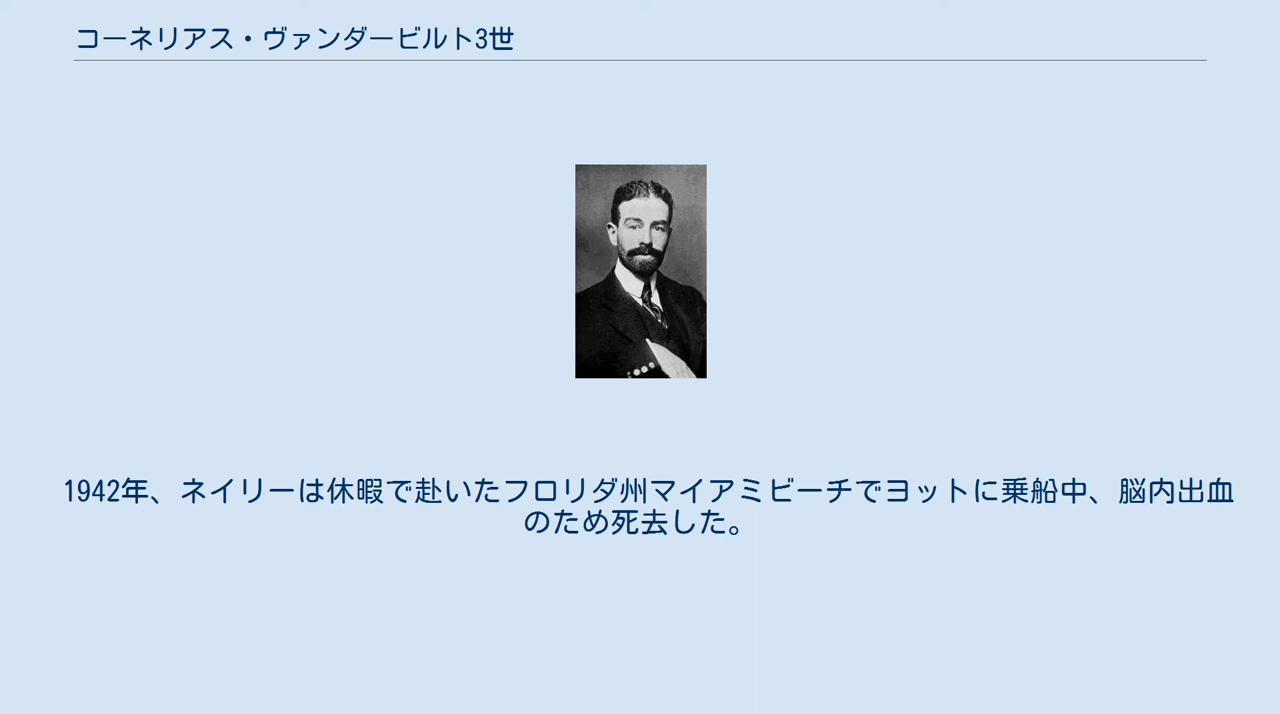 コーネリアス・ヴァンダービルト3世
1942年、ネイリーは休暇で赴いたフロリダ州マイアミビーチでヨットに乗船中、脳内出血
のため死去した。